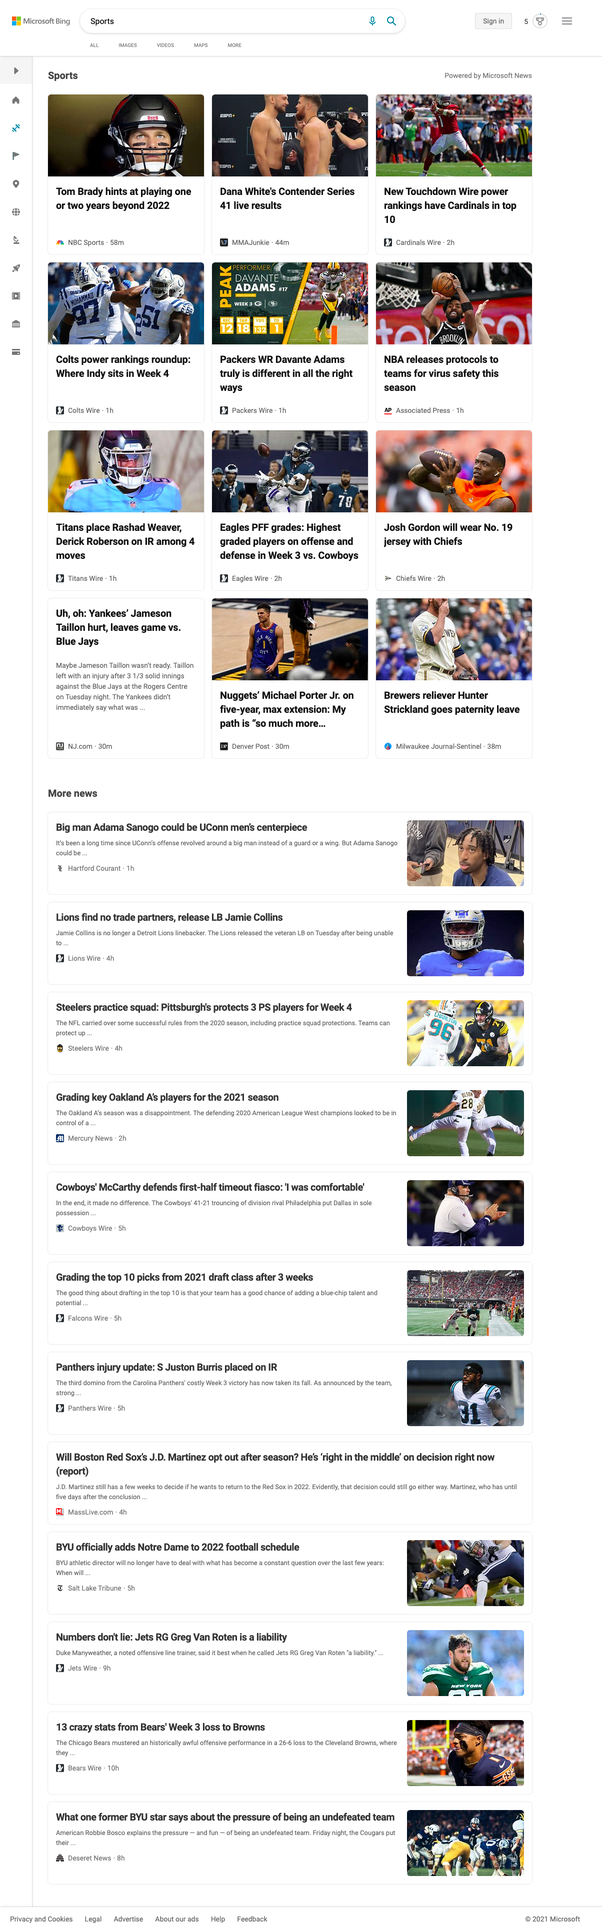 Microsoft Bing
Sports
Sign in
5
ALL
IMAGES
VIDEOS
MAPS
MORE
Sports
Powered by Microsoft News
Tom Brady hints at playing one
or two years beyond 2022
NBC Sports · 58m
Dana White's Contender Series
41 live results
MMAJunkie · 44m
New Touchdown Wire power
rankings have Cardinals in top
10
Cardinals Wire · 2h
97
51
Colts power rankings roundup:
Where Indy sits in Week 4
Colts Wire · 1h
PEAK
PERFORMER
DAVANTE
ADAMS #17
WEEK 3
12 18 132 1
Packers WR Davante Adams
truly is different in all the right
ways
Packers Wire · 1h
BROOKLYN
NBA releases protocols to
teams for virus safety this
season
AP
Associated Press · 1h
Titans place Rashad Weaver,
Derick Roberson on IR among 4
moves
Titans Wire · 1h
79
Eagles PFF grades: Highest
graded players on offense and
defense in Week 3 vs. Cowboys
Eagles Wire · 2h
Josh Gordon will wear No. 19
jersey with Chiefs
Chiefs Wire · 2h
Uh, oh: Yankees’ Jameson
Taillon hurt, leaves game vs.
Blue Jays
Maybe Jameson Taillon wasn’t ready. Taillon
left with an injury after 3 1/3 solid innings
against the Blue Jays at the Rogers Centre
on Tuesday night. The Yankees didn’t
immediately say what was ...
NJ.com · 30m
Nuggets’ Michael Porter Jr. on
five-year, max extension: My
path is “so much more...
Denver Post · 30m
Brewers reliever Hunter
Strickland goes paternity leave
Milwaukee Journal-Sentinel · 38m
More news
Big man Adama Sanogo could be UConn men’s centerpiece
It’s been a long time since UConn’s offense revolved around a big man instead of a guard or a wing. But Adama Sanogo
could be ...
Hartford Courant · 1h
Lions find no trade partners, release LB Jamie Collins
Jamie Collins is no longer a Detroit Lions linebacker. The Lions released the veteran LB on Tuesday after being unable
to ...
Lions Wire · 4h
Steelers practice squad: Pittsburgh's protects 3 PS players for Week 4
The NFL carried over some successful rules from the 2020 season, including practice squad protections. Teams can
protect up ...
Steelers Wire · 4h
96
Grading key Oakland A’s players for the 2021 season
The Oakland A’s season was a disappointment. The defending 2020 American League West champions looked to be in
control of a ...
Mercury News · 2h
28
Cowboys' McCarthy defends first-half timeout fiasco: 'I was comfortable'
In the end, it made no difference. The Cowboys' 41-21 trouncing of division rival Philadelphia put Dallas in sole
possession ...
Cowboys Wire · 5h
Grading the top 10 picks from 2021 draft class after 3 weeks
The good thing about drafting in the top 10 is that your team has a good chance of adding a blue-chip talent and
potential ...
Falcons Wire · 5h
Panthers injury update: S Juston Burris placed on IR
The third domino from the Carolina Panthers' costly Week 3 victory has now taken its fall. As announced by the team,
strong ...
Panthers Wire · 5h
31
Will Boston Red Sox’s J.D. Martinez opt out after season? He’s ‘right in the middle’ on decision right now
(report)
J.D. Martinez still has a few weeks to decide if he wants to return to the Red Sox in 2022. Evidently, that decision could still go either way. Martinez, who has until
five days after the conclusion ...
MassLive.com · 4h
BYU officially adds Notre Dame to 2022 football schedule
BYU athletic director will no longer have to deal with what has become a constant question over the last few years:
When will ...
Salt Lake Tribune · 5h
Numbers don't lie: Jets RG Greg Van Roten is a liability
Duke Manyweather, a noted offensive line trainer, said it best when he called Jets RG Greg Van Roten "a liability." ...
Jets Wire · 9h
NEW YORK
13 crazy stats from Bears' Week 3 loss to Browns
The Chicago Bears mustered an historically awful offensive performance in a 26-6 loss to the Cleveland Browns, where
they ...
Bears Wire · 10h
What one former BYU star says about the pressure of being an undefeated team
American Robbie Bosco explains the pressure — and fun — of being an undefeated team. Friday night, the Cougars put
their ...
Deseret News · 8h
Privacy and Cookies
Legal
Advertise
About our ads
Help
Feedback
© 2021 Microsoft